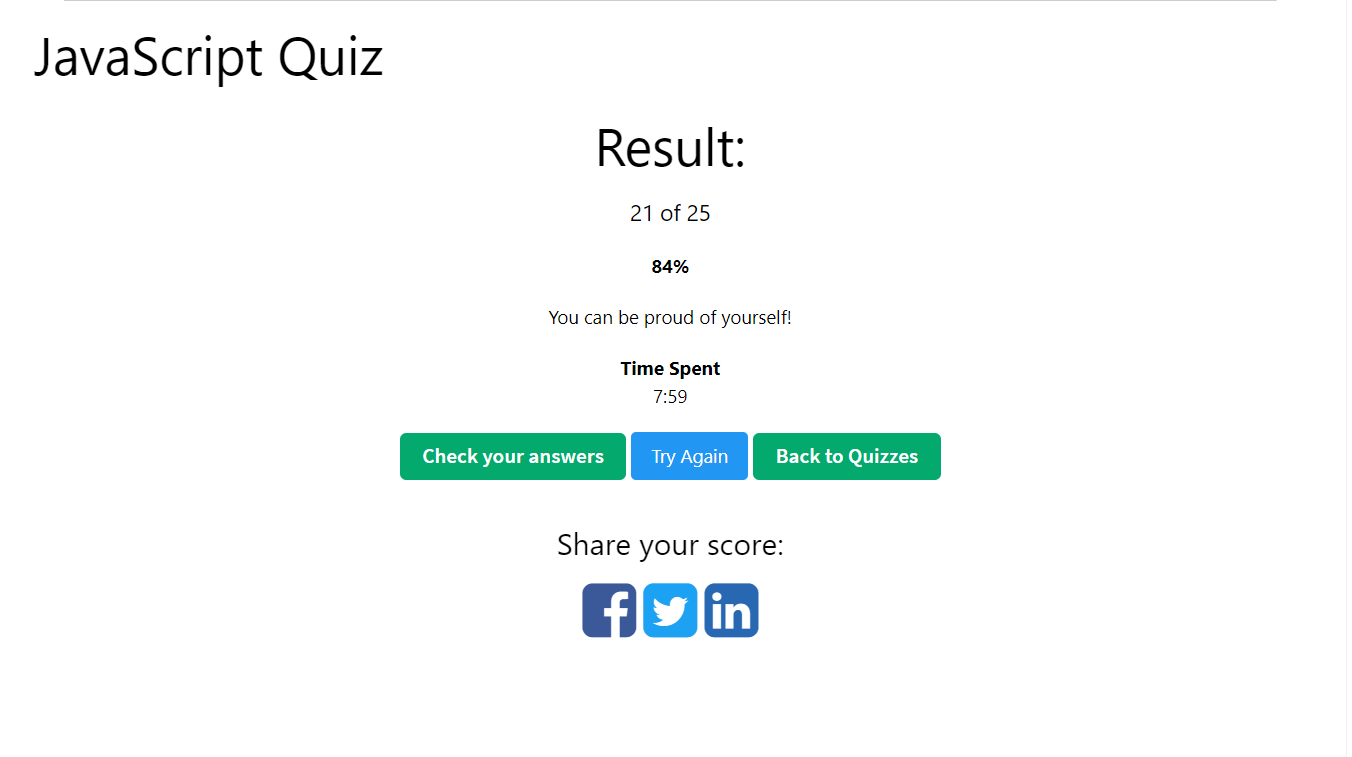 JavaScript Quiz
Result:
21 of 25
84%
You can be proud of yourself!
Time Spent
7:59
Check your answers Try Again Back to Quizzes
Share your score:
f in